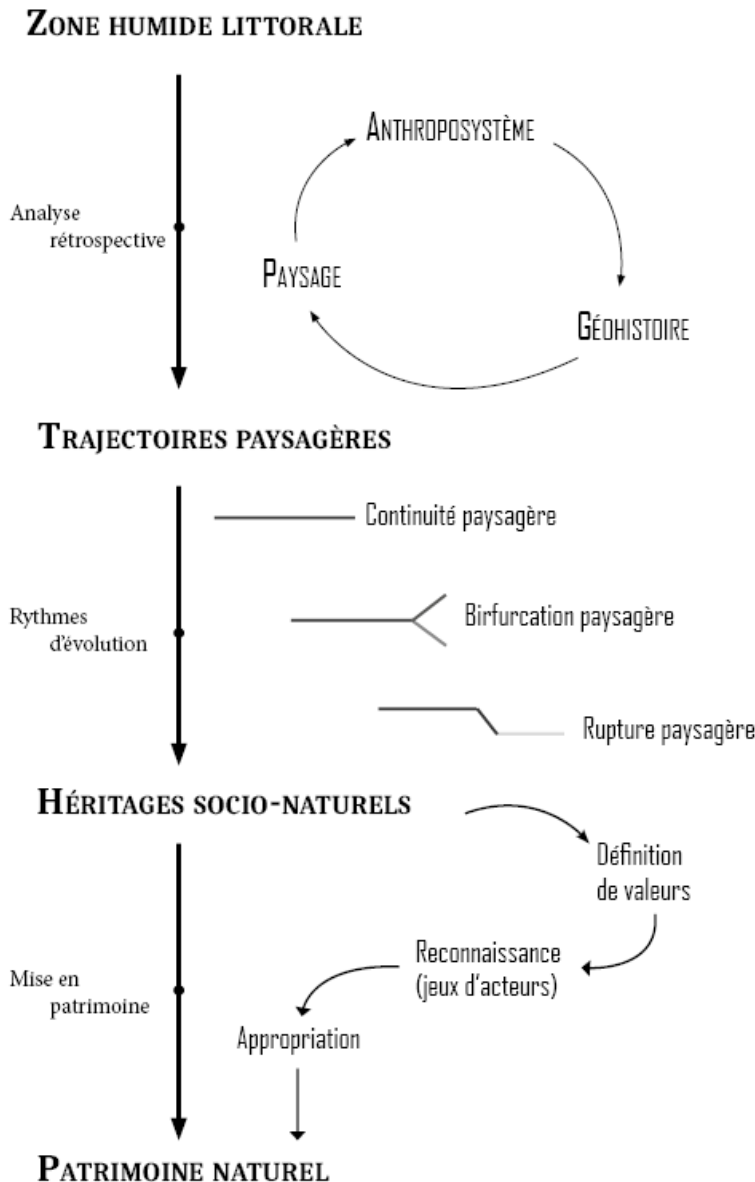 ZONE HUMIDE LITTORALE
ANTHROPOSYSTÈME
Analyse
rétrospective
PAYSAGE
GÉOHISTOIRE
TRAJECTOIRES PAYSAGÈRES
Continuité paysagère
Rythmes
d'évolution
Birfurcation paysagère
Rupture paysagère
HÉRITAGES SOCIO-NATURELS
Définition
de valeurs
Reconnaissance
(jeux d'acteurs)
Mise en
patrimoine
Appropriation
PATRIMOINE NATUREL